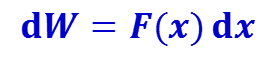 dW = F(x) dx